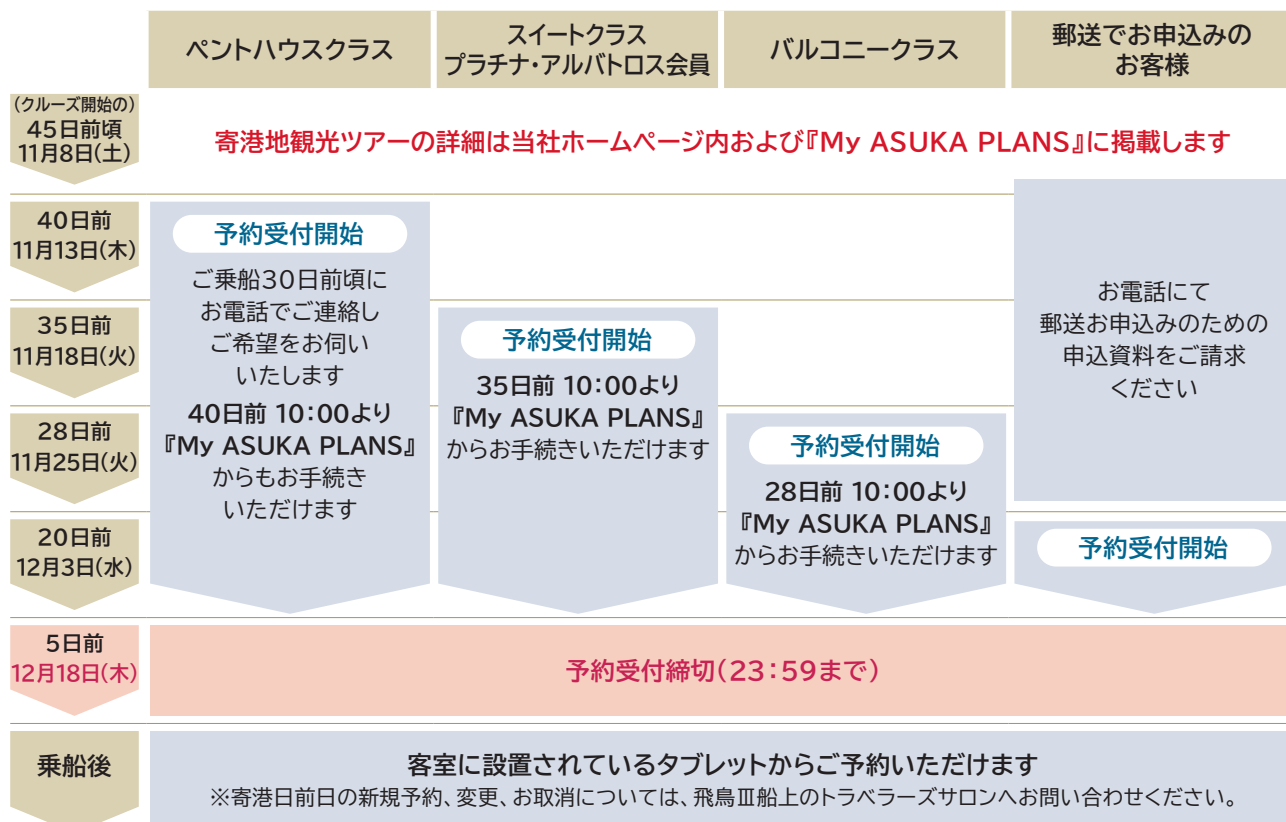 ペントハウスクラス
スイートクラス
プラチナ・アルバトロス会員
バルコニークラス
郵送でお申込みの
お客様
(クルーズ開始の)
45日前頃
11月8日(土)
寄港地観光ツアーの詳細は当社ホームページ内および『My ASUKA PLANS』に掲載します
40日前
11月13日(木)
35日前
11月18日(火)
28日前
11月25日(火)
20日前
12月3日(水)
予約受付開始
ご乗船30日前頃に
お電話でご連絡し
ご希望をお伺い
いたします
40日前 10:00より
『My ASUKA PLANS』
からもお手続き
いただけます
予約受付開始
35日前 10:00より
『My ASUKA PLANS』
からお手続きいただけます
予約受付開始
28日前 10:00より
『My ASUKA PLANS』
からお手続きいただけます
お電話にて
郵送お申込みのための
申込資料をご請求
ください
予約受付開始
5日前
12月18日(木)
予約受付締切(23:59まで)
乗船後
客室に設置されているタブレットからご予約いただけます
※寄港日前日の新規予約、変更、お取消については、飛鳥Ⅲ船上のトラベラーズサロンへお問い合わせください。